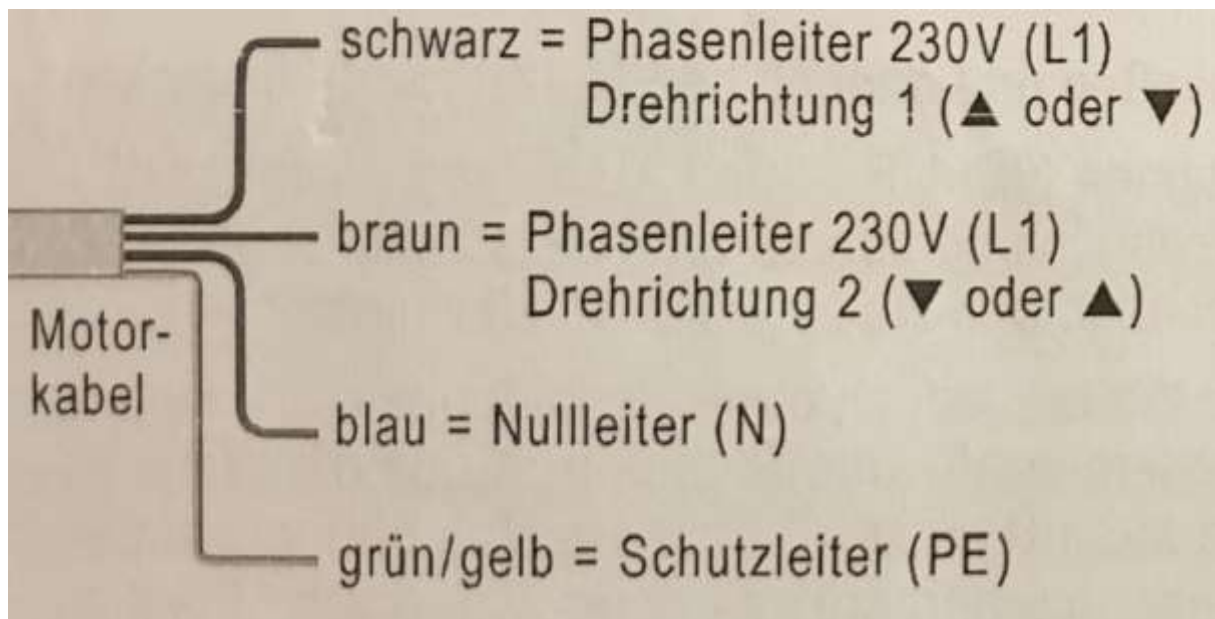 schwarz = Phasenleiter 230V (L1)
Drehrichtung 1 (▲ oder ▼)
braun = Phasenleiter 230V (L1)
Drehrichtung 2 (▼ oder ▲)
Motor-
kabel
blau = Nullleiter (N)
grün/gelb = Schutzleiter (PE)